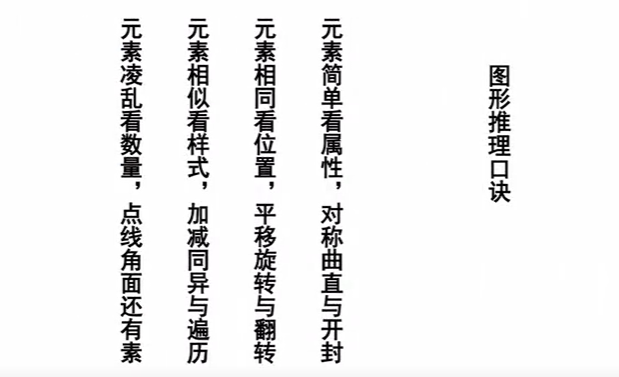 图形推理口诀
元素简单看属性，对称曲直与开封
元素相同看位置，平移旋转与翻转
元素相似看样式，加减同异与遍历
元素凌乱看数量，点线角面还有素